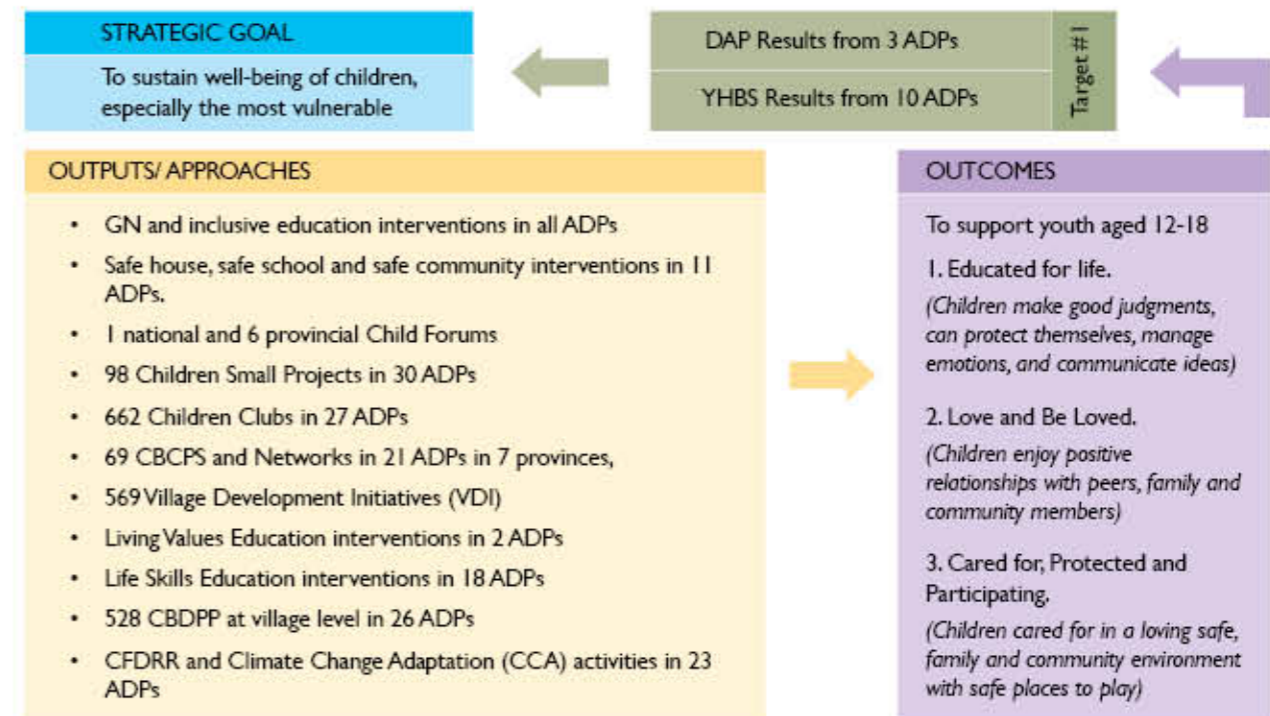 STRATEGIC GOAL
To sustain well-being of children,
especially the most vulnerable
DAP Results from 3 ADPs
YHBS Results from 10 ADPs
Target #1
OUTPUTS/ APPROACHES
• GN and inclusive education interventions in all ADPs
• Safe house, safe school and safe community interventions in 11
ADPs.
• 1 national and 6 provincial Child Forums
• 98 Children Small Projects in 30 ADPs
• 662 Children Clubs in 27 ADPs
• 69 CBCPS and Networks in 21 ADPs in 7 provinces,
• 569 Village Development Initiatives (VDI)
• Living Values Education interventions in 2 ADPs
• Life Skills Education interventions in 18 ADPs
• 528 CBDPP at village level in 26 ADPs
• CFDRR and Climate Change Adaptation (CCA) activities in 23
ADPs
OUTCOMES
To support youth aged 12-18
1. Educated for life.
(Children make good judgments,
can protect themselves, manage
emotions, and communicate ideas)
2. Love and Be Loved.
(Children enjoy positive
relationships with peers, family and
community members)
3. Cared for, Protected and
Participating.
(Children cared for in a loving safe,
family and community environment
with safe places to play)